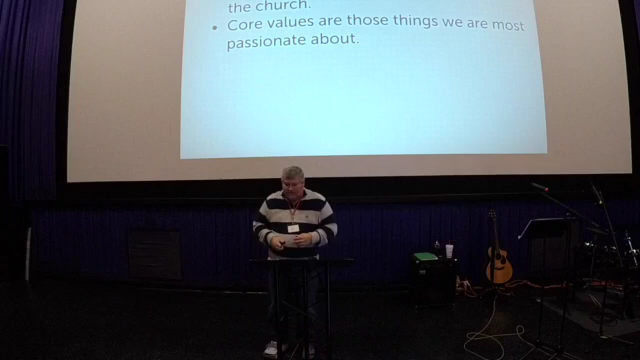 the church.
• Core values are those things we are most
passionate about.